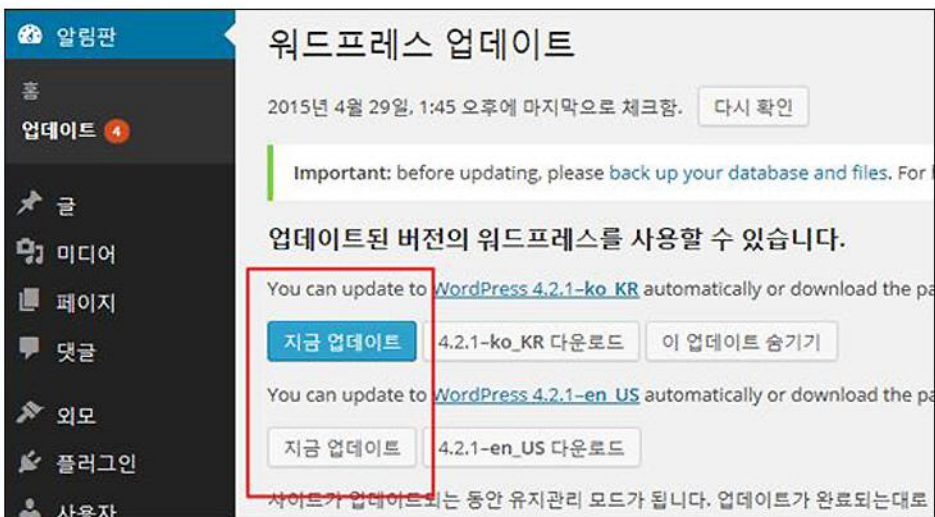 알림판
홈
업데이트 4
글
미디어
페이지
댓글
외모
플러그인
사용자
워드프레스 업데이트
2015년 4월 29일, 1:45 오후에 마지막으로 체크함. 다시 확인
Important: before updating, please back up your database and files. For
업데이트된 버전의 워드프레스를 사용할 수 있습니다.
You can update to WordPress 4.2.1–ko_KR automatically or download the pa
지금 업데이트 4.2.1–ko_KR 다운로드 이 업데이트 숨기기
You can update to WordPress 4.2.1–en_US automatically or download the pa
지금 업데이트 4.2.1–en_US 다운로드
사이트가 업데이트되는 동안 유지관리 모드가 됩니다. 업데이트가 완료되는대로